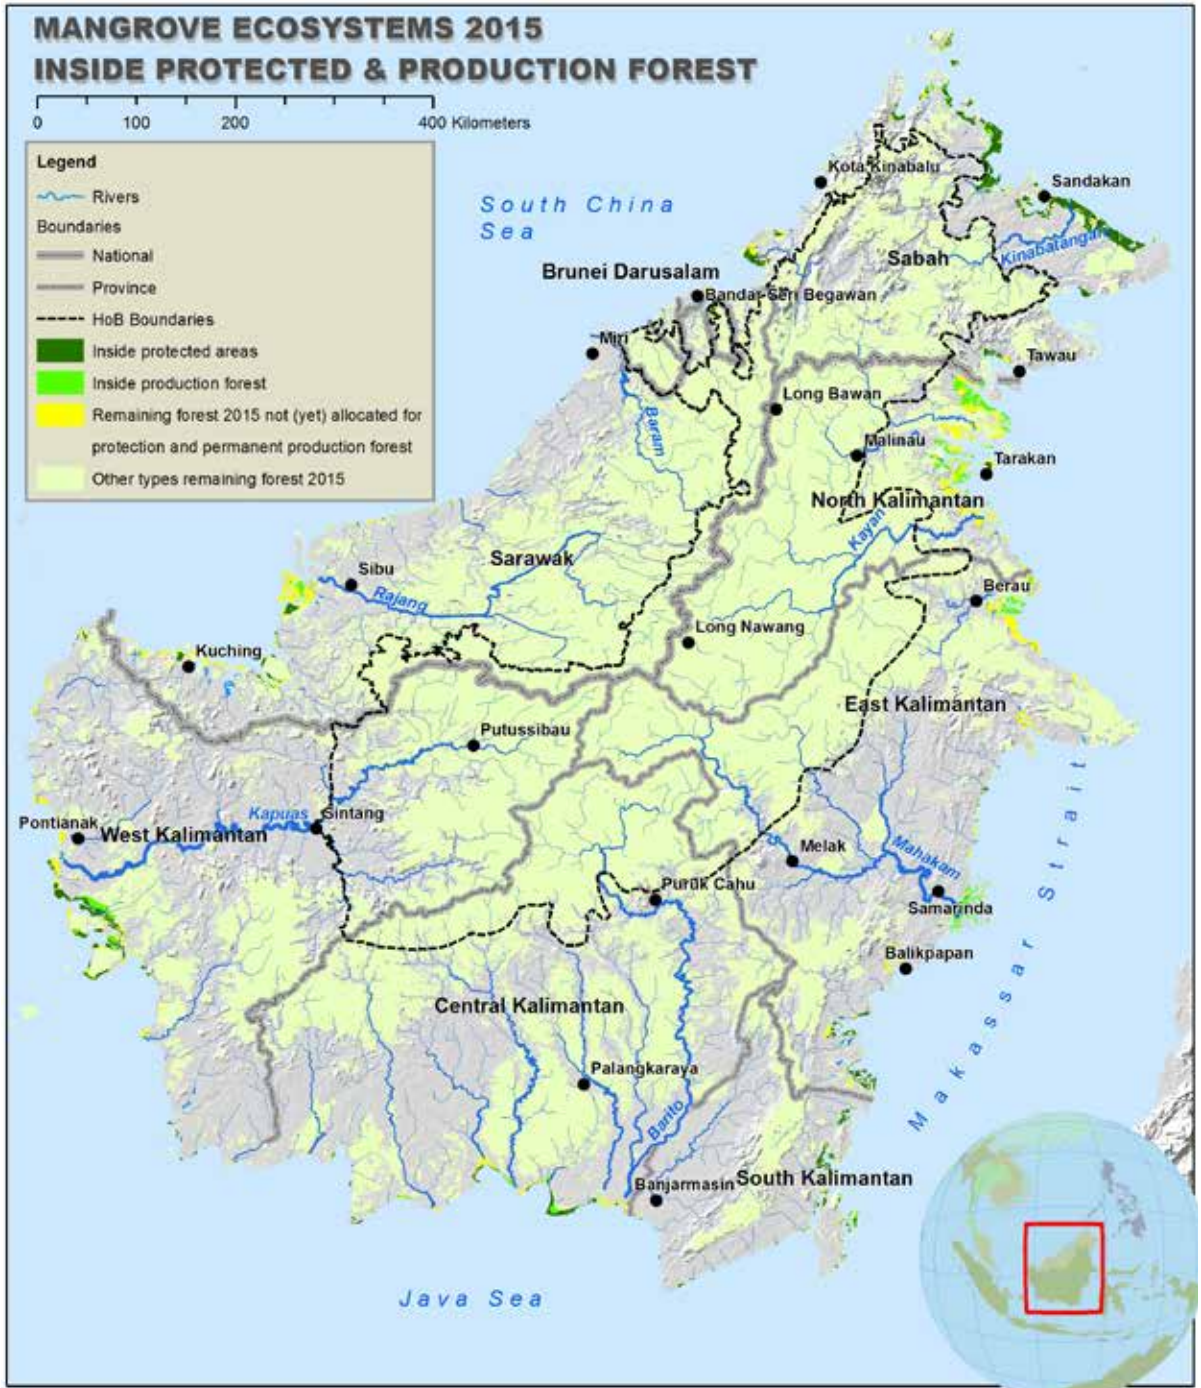 MANGROVE ECOSYSTEMS 2015
INSIDE PROTECTED & PRODUCTION FOREST
0 100 200 400 Kilometers
Legend
Rivers
Boundaries
National
Province
HoB Boundaries
Inside protected areas
Inside production forest
Remaining forest 2015 not (yet) allocated for
protection and permanent production forest
Other types remaining forest 2015
South China
Sea
Kota Kinabalu
Sandakan
Kinabatangan
Sabah
Brunei Darusalam
Bandar Seri Begawan
Miri
Tawau
Long Bawan
Baram
Malinau
Tarakan
North Kalimantan
Kayan
Sarawak
Sibu
Rajang
Berau
Long Nawang
Kuching
East Kalimantan
Putussibau
Kapuas
Sintang
Pontianak
West Kalimantan
Melak
Mahakam
Puruk Cahu
Samarinda
Balikpapan
Makassar Strait
Central Kalimantan
Palangkaraya
Barito
Banjarmasin
South Kalimantan
Java Sea